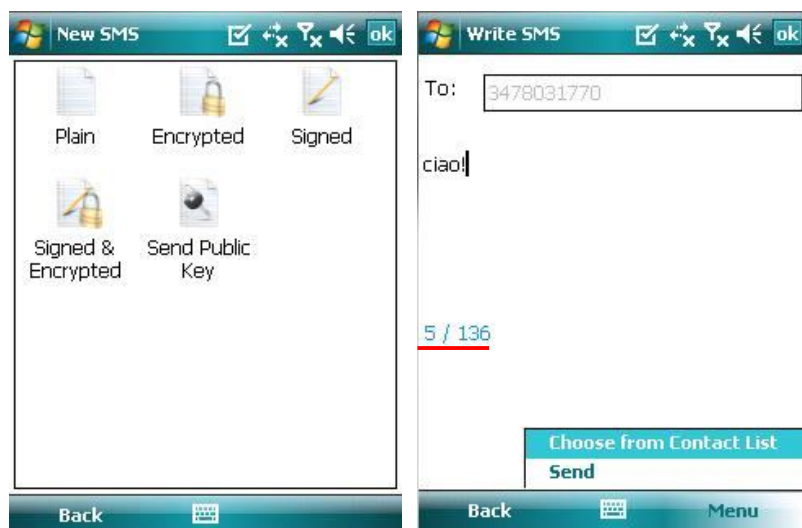 New SMS
ok
Plain
Encrypted
Signed
Signed &
Encrypted
Send Public
Key
Back
Write SMS
ok
To:
3478031770
ciao!
5 / 136
Choose from Contact List
Send
Back
Menu